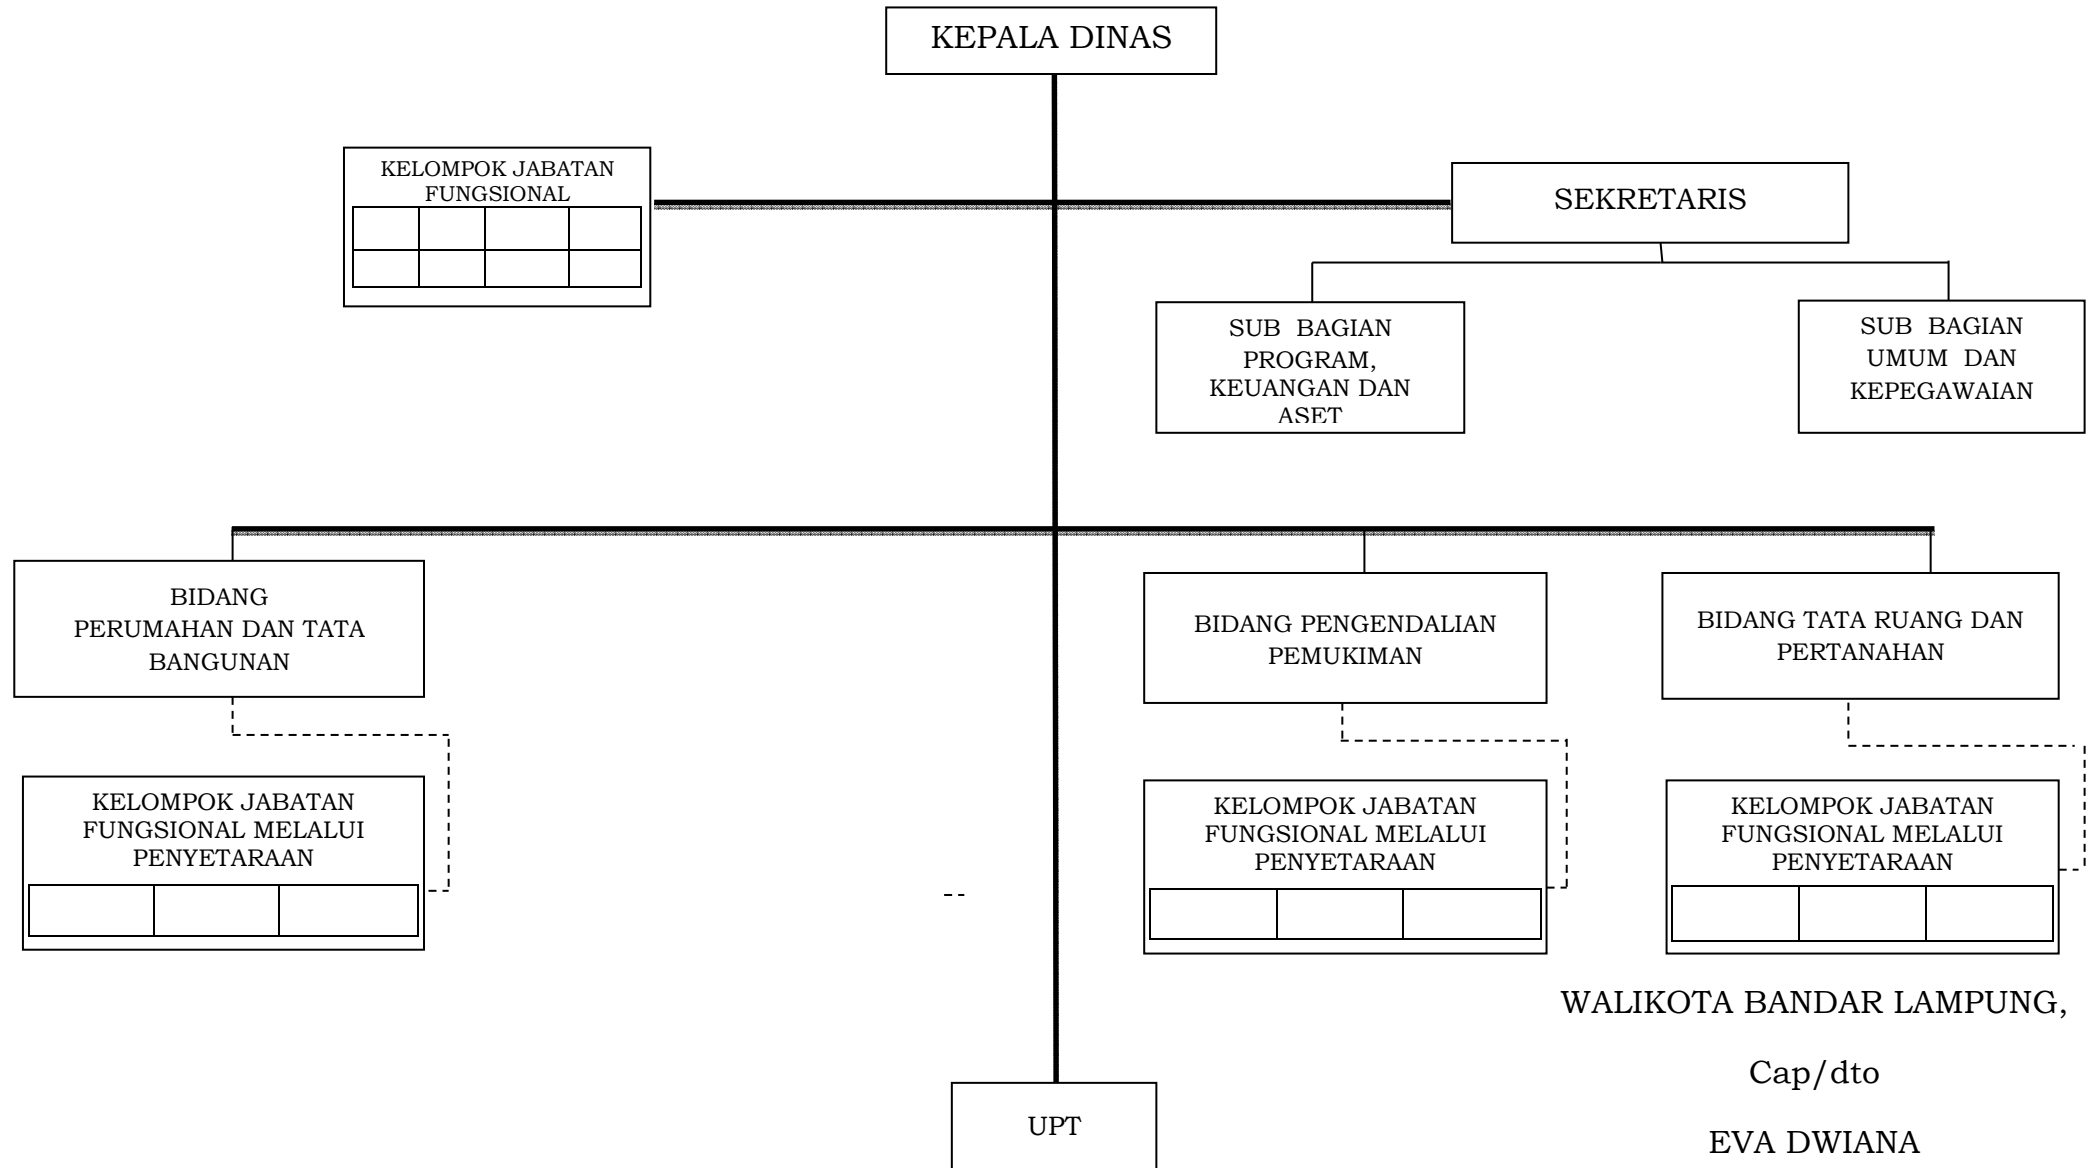 KEPALA DINAS
KELOMPOK JABATAN
FUNGSIONAL
SEKRETARIS
SUB BAGIAN
PROGRAM,
KEUANGAN DAN
ASET
SUB BAGIAN
UMUM DAN
KEPEGAWAIAN
BIDANG
PERUMAHAN DAN TATA
BANGUNAN
BIDANG PENGENDALIAN
PEMUKIMAN
BIDANG TATA RUANG DAN
PERTANAHAN
KELOMPOK JABATAN
FUNGSIONAL MELALUI
PENYETARAAN
KELOMPOK JABATAN
FUNGSIONAL MELALUI
PENYETARAAN
KELOMPOK JABATAN
FUNGSIONAL MELALUI
PENYETARAAN
WALIKOTA BANDAR LAMPUNG,
Cap/dto
EVA DWIANA
UPT